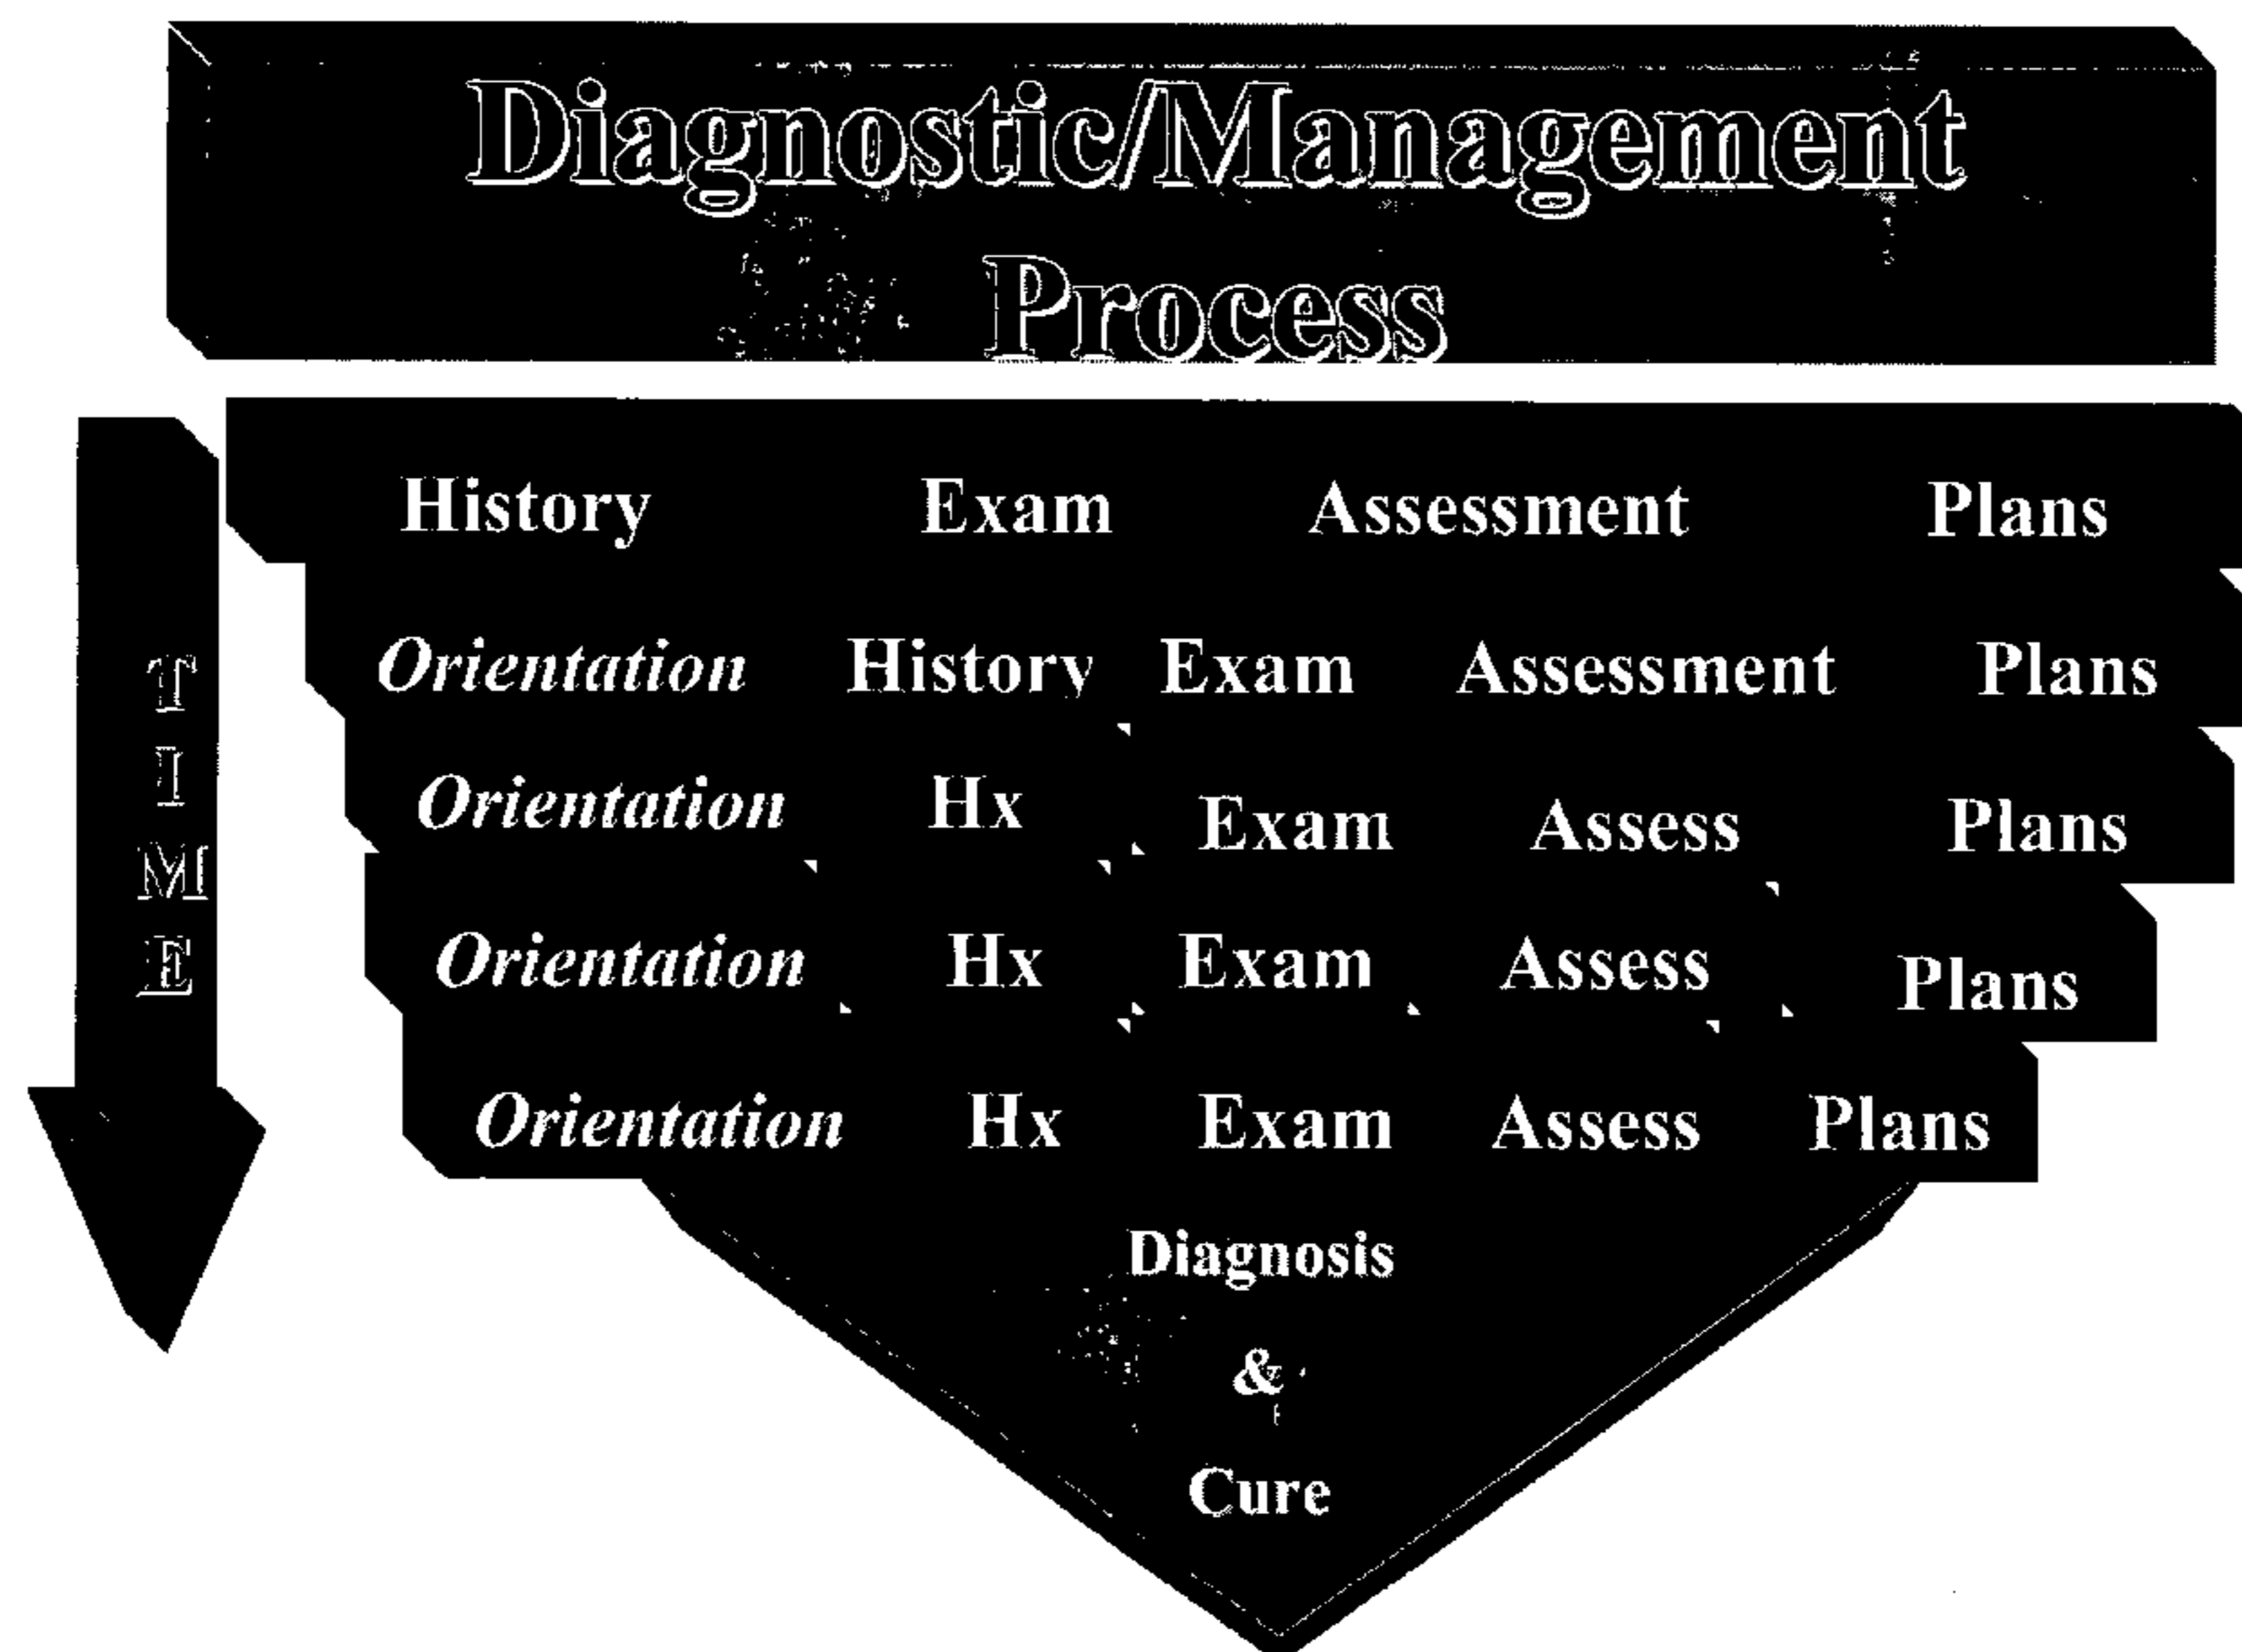 Diagnostic/Management
Process
TIME
History Exam Assessment Plans
Orientation History Exam Assessment Plans
Orientation Hx Exam Assess Plans
Orientation Hx Exam Assess Plans
Orientation Hx Exam Assess Plans
Diagnosis
&
Cure